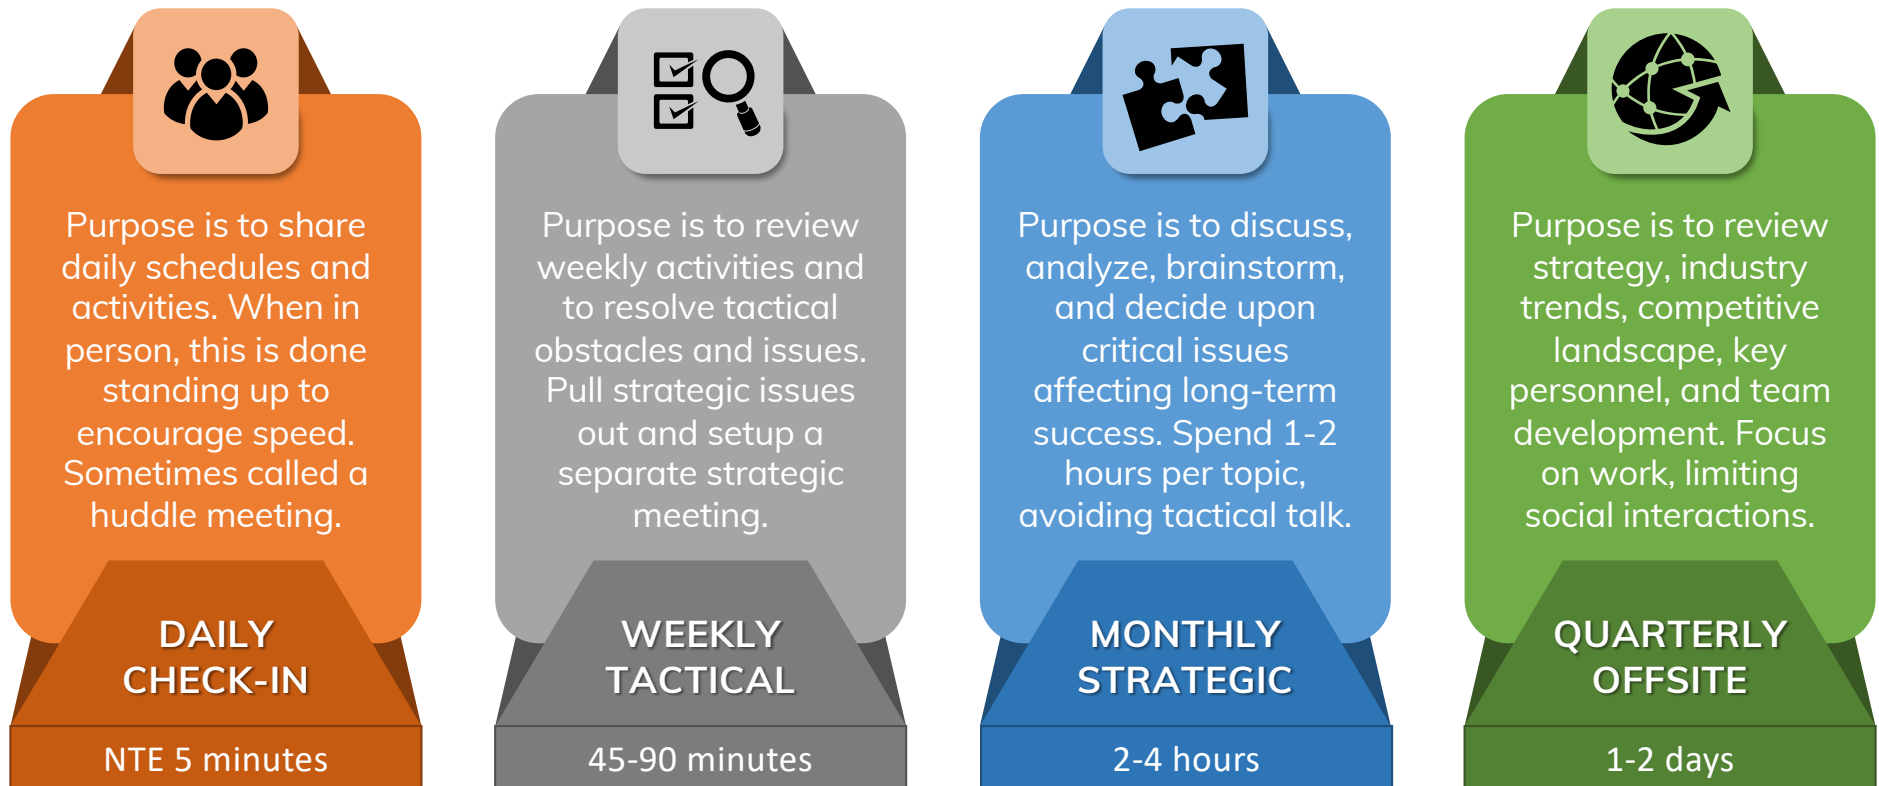 Purpose is to share
daily schedules and
activities. When in
person, this is done
standing up to
encourage speed.
Sometimes called a
huddle meeting.
DAILY
CHECK-IN
NTE 5 minutes
Purpose is to review
weekly activities and
to resolve tactical
obstacles and issues.
Pull strategic issues
out and setup a
separate strategic
meeting.
WEEKLY
TACTICAL
45-90 minutes
Purpose is to discuss,
analyze, brainstorm,
and decide upon
critical issues
affecting long-term
success. Spend 1-2
hours per topic,
avoiding tactical talk.
MONTHLY
STRATEGIC
2-4 hours
Purpose is to review
strategy, industry
trends, competitive
landscape, key
personnel, and team
development. Focus
on work, limiting
social interactions.
QUARTERLY
OFFSITE
1-2 days